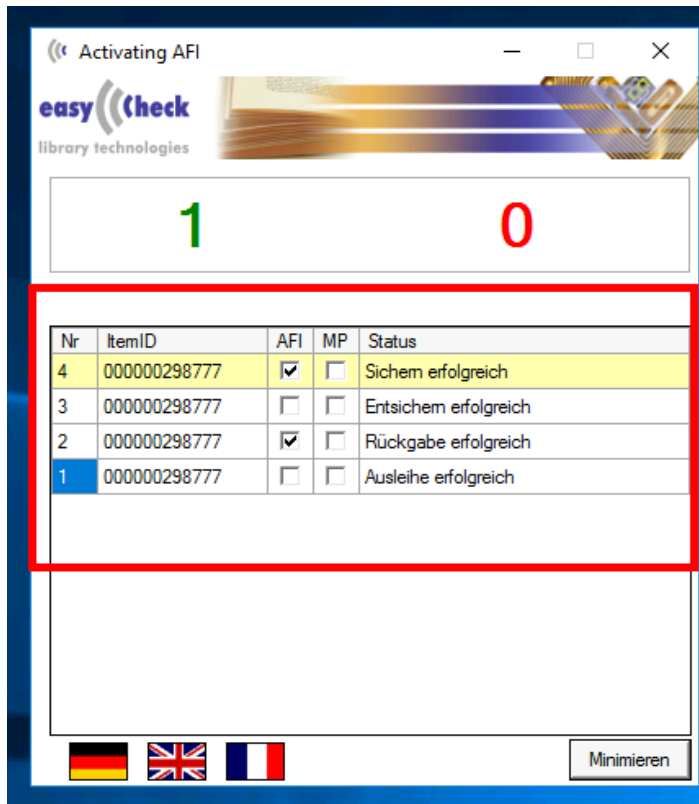 Activating AFI
easy Check
library technologies
1 0
Nr ItemID AFI MP Status
4 000000298777 Sichern erfolgreich
3 000000298777 Entsichern erfolgreich
2 000000298777 Rückgabe erfolgreich
1 000000298777 Ausleihe erfolgreich
Minimieren